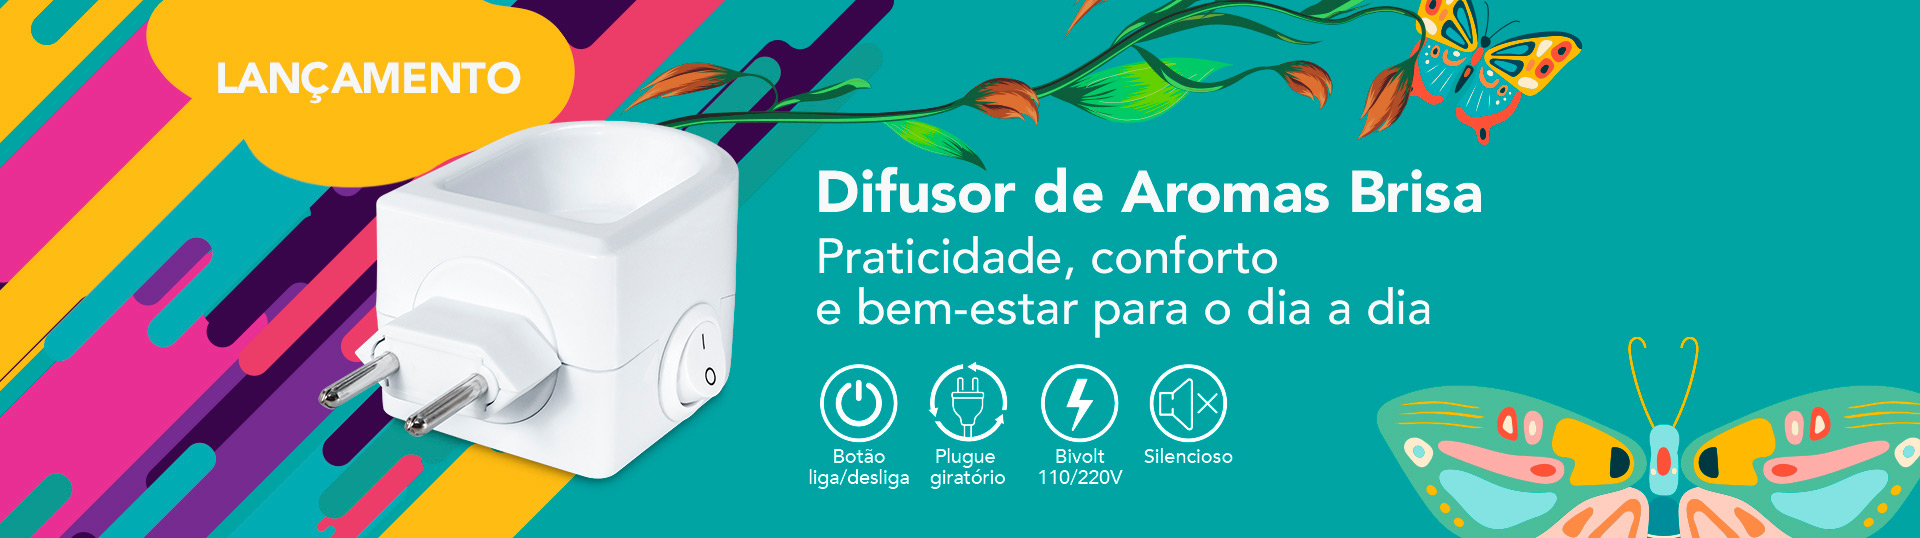 LANÇAMENTO
Difusor de Aromas Brisa
Praticidade, conforto
e bem-estar para o dia a dia
Botão
liga/desliga
Plugue
giratório
Bivolt
110/220V
Silencioso